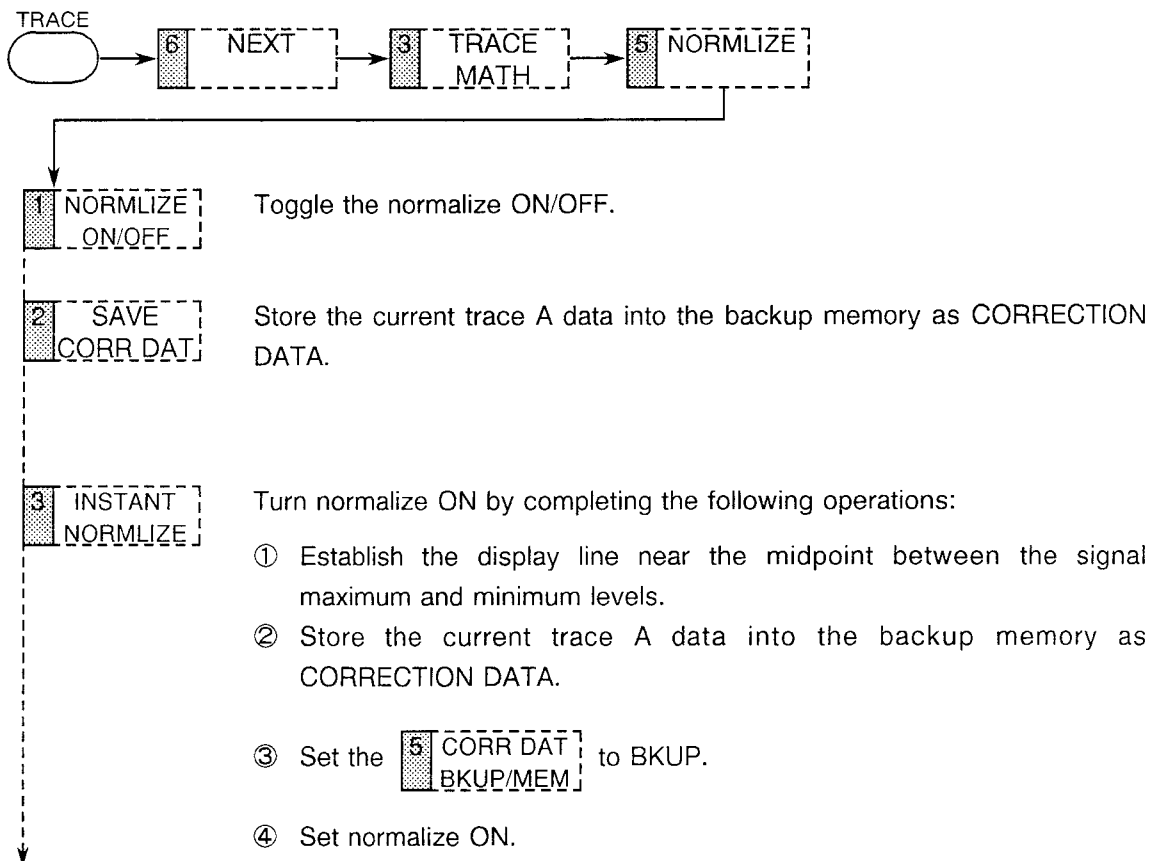 TRACE
6 NEXT
3 TRACE
MATH
5 NORMLIZE
1 NORMLIZE
ON/OFF
Toggle the normalize ON/OFF.
2 SAVE
CORR DAT
Store the current trace A data into the backup memory as CORRECTION
DATA.
3 INSTANT
NORMLIZE
Turn normalize ON by completing the following operations:
① Establish the display line near the midpoint between the signal
maximum and minimum levels.
② Store the current trace A data into the backup memory as
CORRECTION DATA.
③ Set the 5 CORR DAT
BKUP/MEM to BKUP.
④ Set normalize ON.